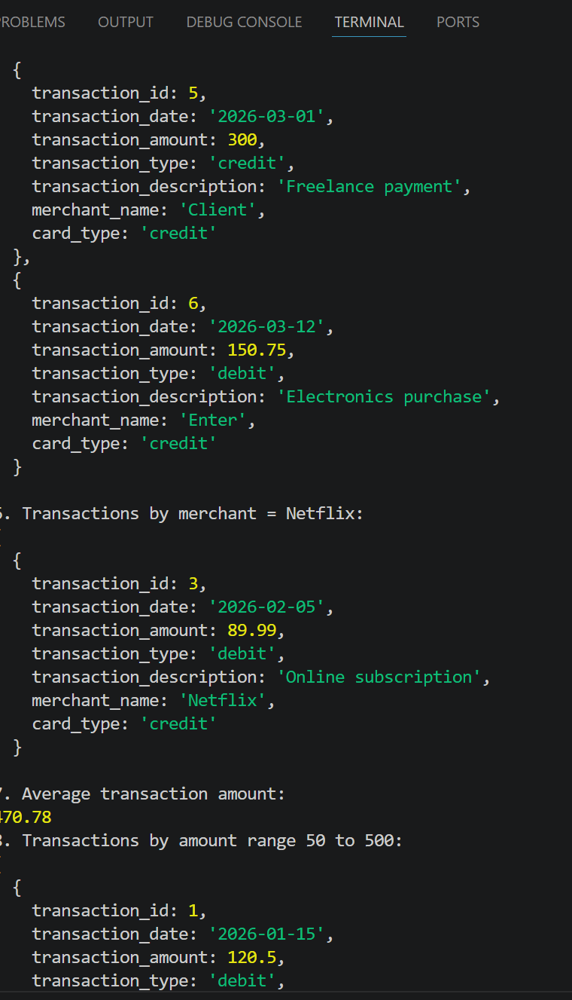 PROBLEMS OUTPUT DEBUG CONSOLE TERMINAL PORTS
{
transaction_id: 5,
transaction_date: '2026-03-01',
transaction_amount: 300,
transaction_type: 'credit',
transaction_description: 'Freelance payment',
merchant_name: 'Client',
card_type: 'credit'
},
{
transaction_id: 6,
transaction_date: '2026-03-12',
transaction_amount: 150.75,
transaction_type: 'debit',
transaction_description: 'Electronics purchase',
merchant_name: 'Enter',
card_type: 'credit'
}
6. Transactions by merchant = Netflix:
{
transaction_id: 3,
transaction_date: '2026-02-05',
transaction_amount: 89.99,
transaction_type: 'debit',
transaction_description: 'Online subscription',
merchant_name: 'Netflix',
card_type: 'credit'
}
7. Average transaction amount:
470.78
8. Transactions by amount range 50 to 500:
{
transaction_id: 1,
transaction_date: '2026-01-15',
transaction_amount: 120.5,
transaction_type: 'debit',